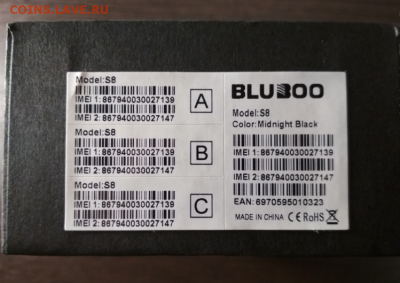 COINS.LAVE.RU
Model:S8
IMEI 1: 867940030027139
IMEI 2: 867940030027147
A
Model:S8
IMEI 1: 867940030027139
IMEI 2: 867940030027147
B
Model:S8
IMEI 1: 867940030027139
IMEI 2: 867940030027147
C
BLUBOO
Model:S8
Color:Midnight Black
IMEI 1: 867940030027139
IMEI 2: 867940030027147
EAN: 6970595010323
MADE IN CHINA CE RoHS